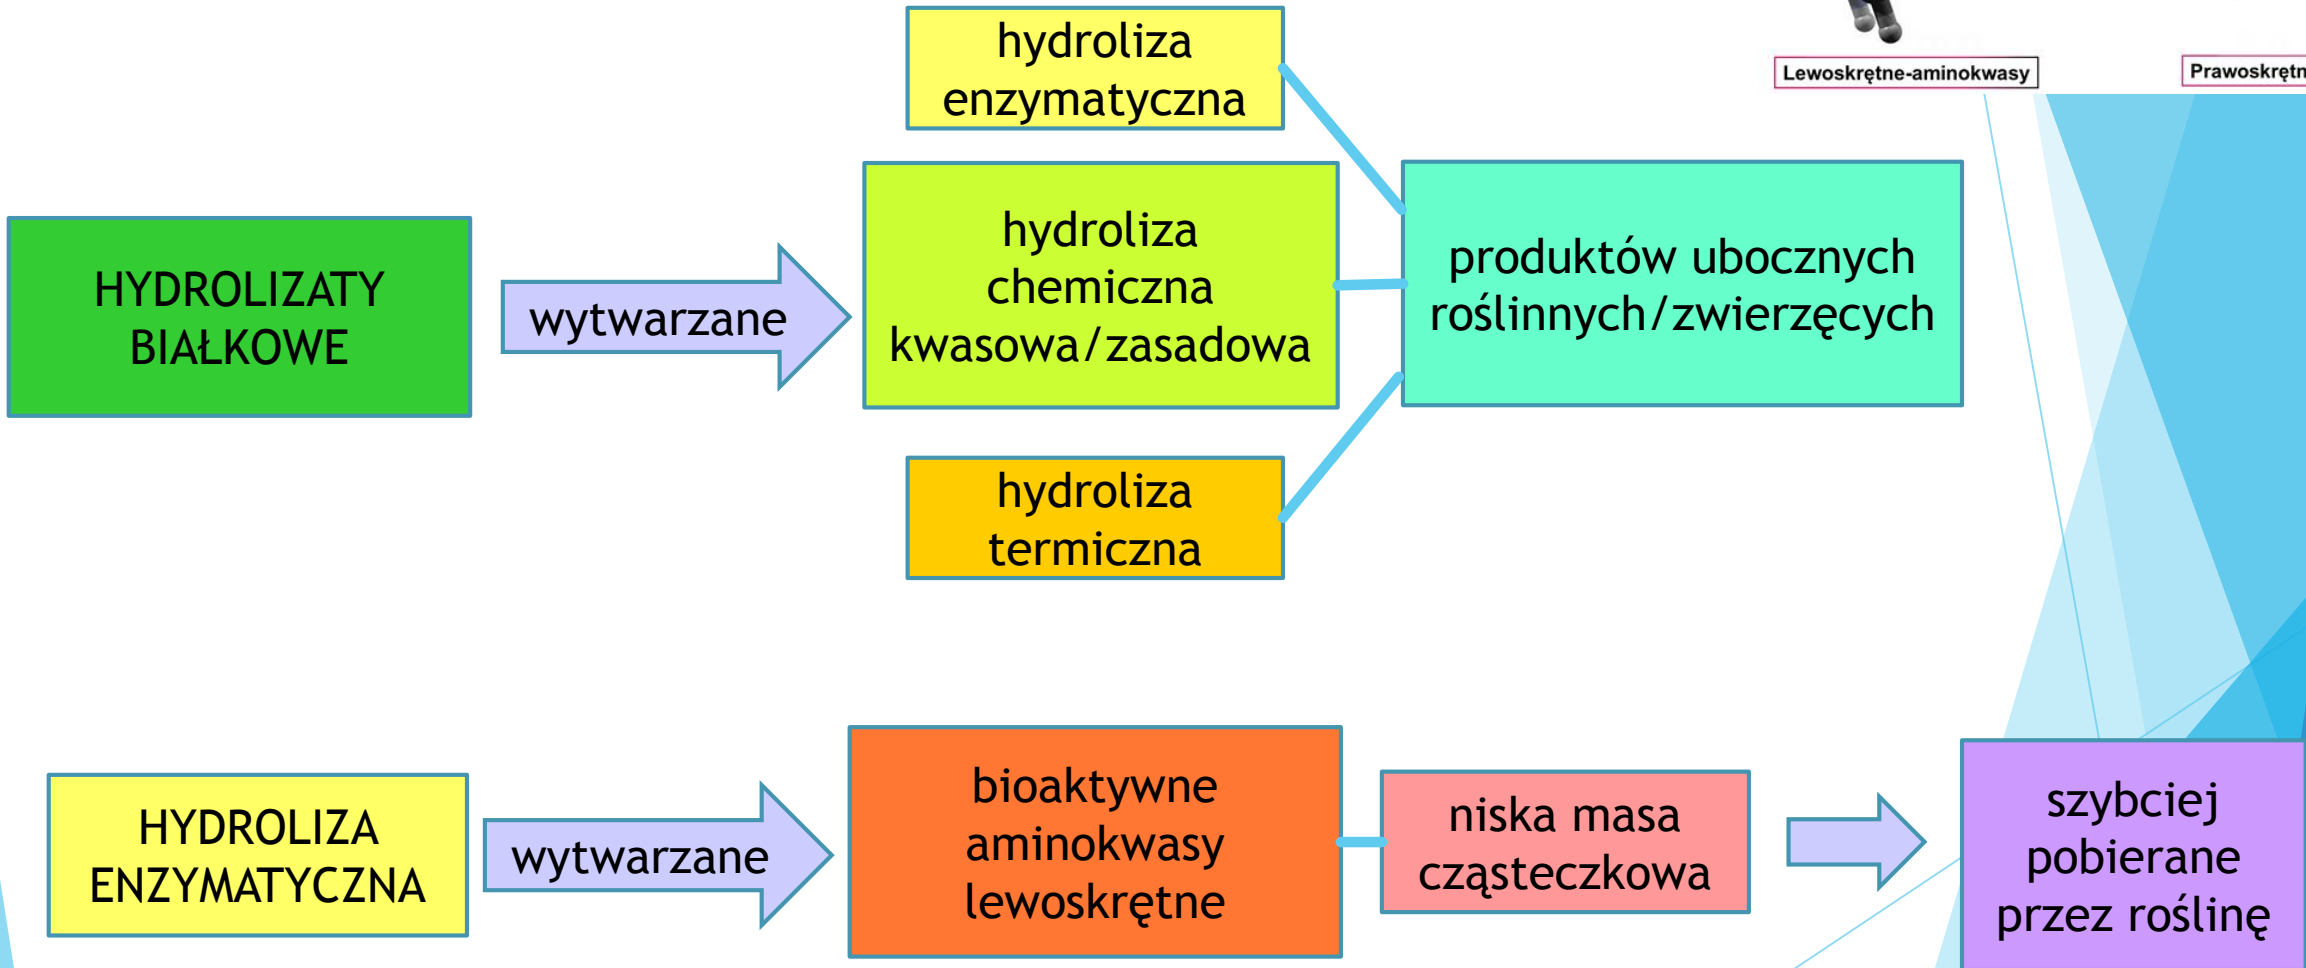 Lewoskrętne-aminokwasy
Prawoskrętn
hydroliza
enzymatyczna
HYDROLIZATY
BIAŁKOWE
wytwarzane
hydroliza
chemiczna
kwasowa/zasadowa
produktów ubocznych
roślinnych/zwierzęcych
hydroliza
termiczna
HYDROLIZA
ENZYMATYCZNA
wytwarzane
bioaktywne
aminokwasy
lewoskrętne
niska masa
cząsteczkowa
szybciej
pobierane
przez roślinę